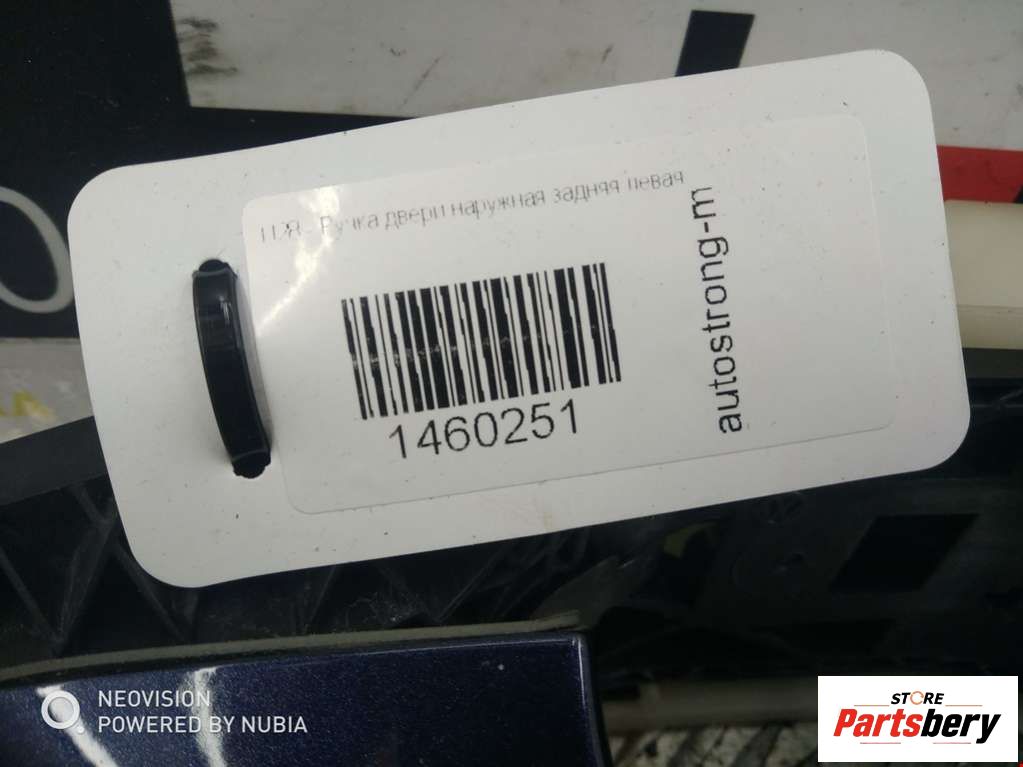 Ручка двери наружная задняя левая
1460251
autostrong-m
NEOVISION
POWERED BY NUBIA
STORE
Partsbery